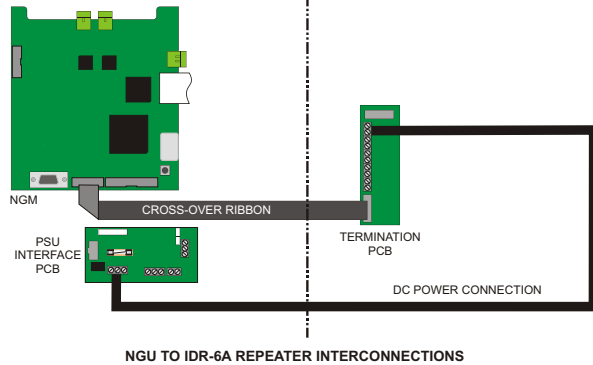 NGM
CROSS-OVER RIBBON
PSU
INTERFACE
PCB
TERMINATION
PCB
DC POWER CONNECTION
NGU TO IDR-6A REPEATER INTERCONNECTIONS